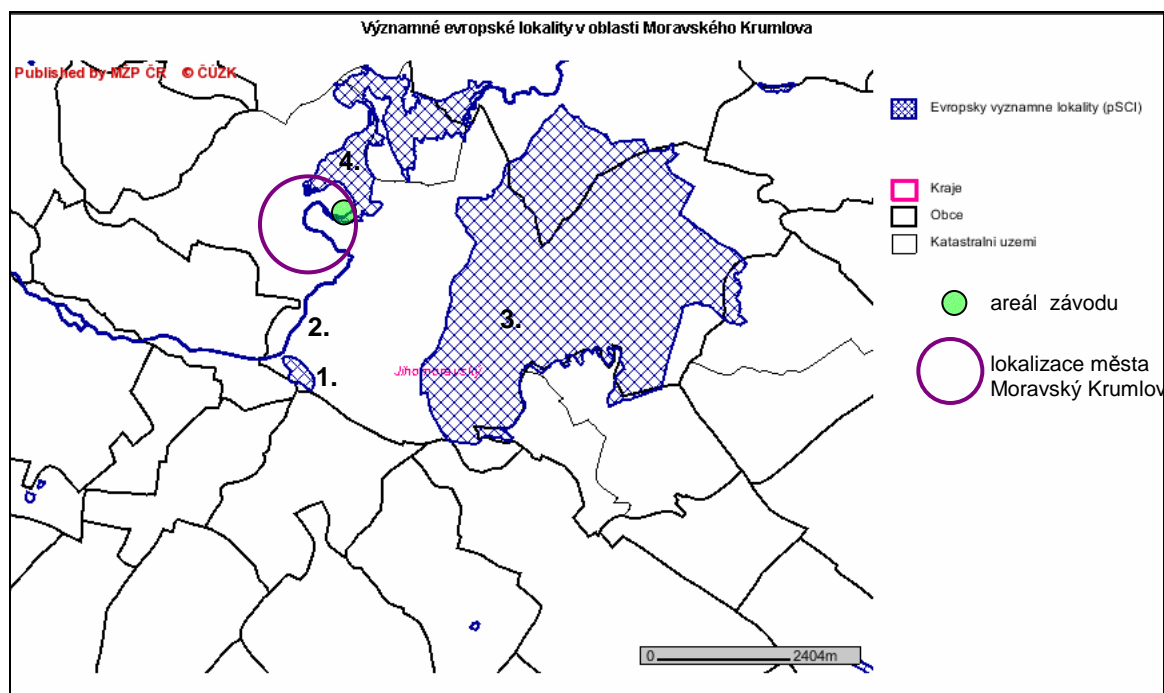 Významné evropské lokality v oblasti Moravského Krumlova
Published by MŽP ČR © ČÚZK
Evropsky vyznamne lokality (pSCI)
4.
Kraje
Obce
Katastralni uzemi
areál závodu
3.
2.
lokalizace města
Moravský Krumlov
1.
Jihomoravský
0 2404m